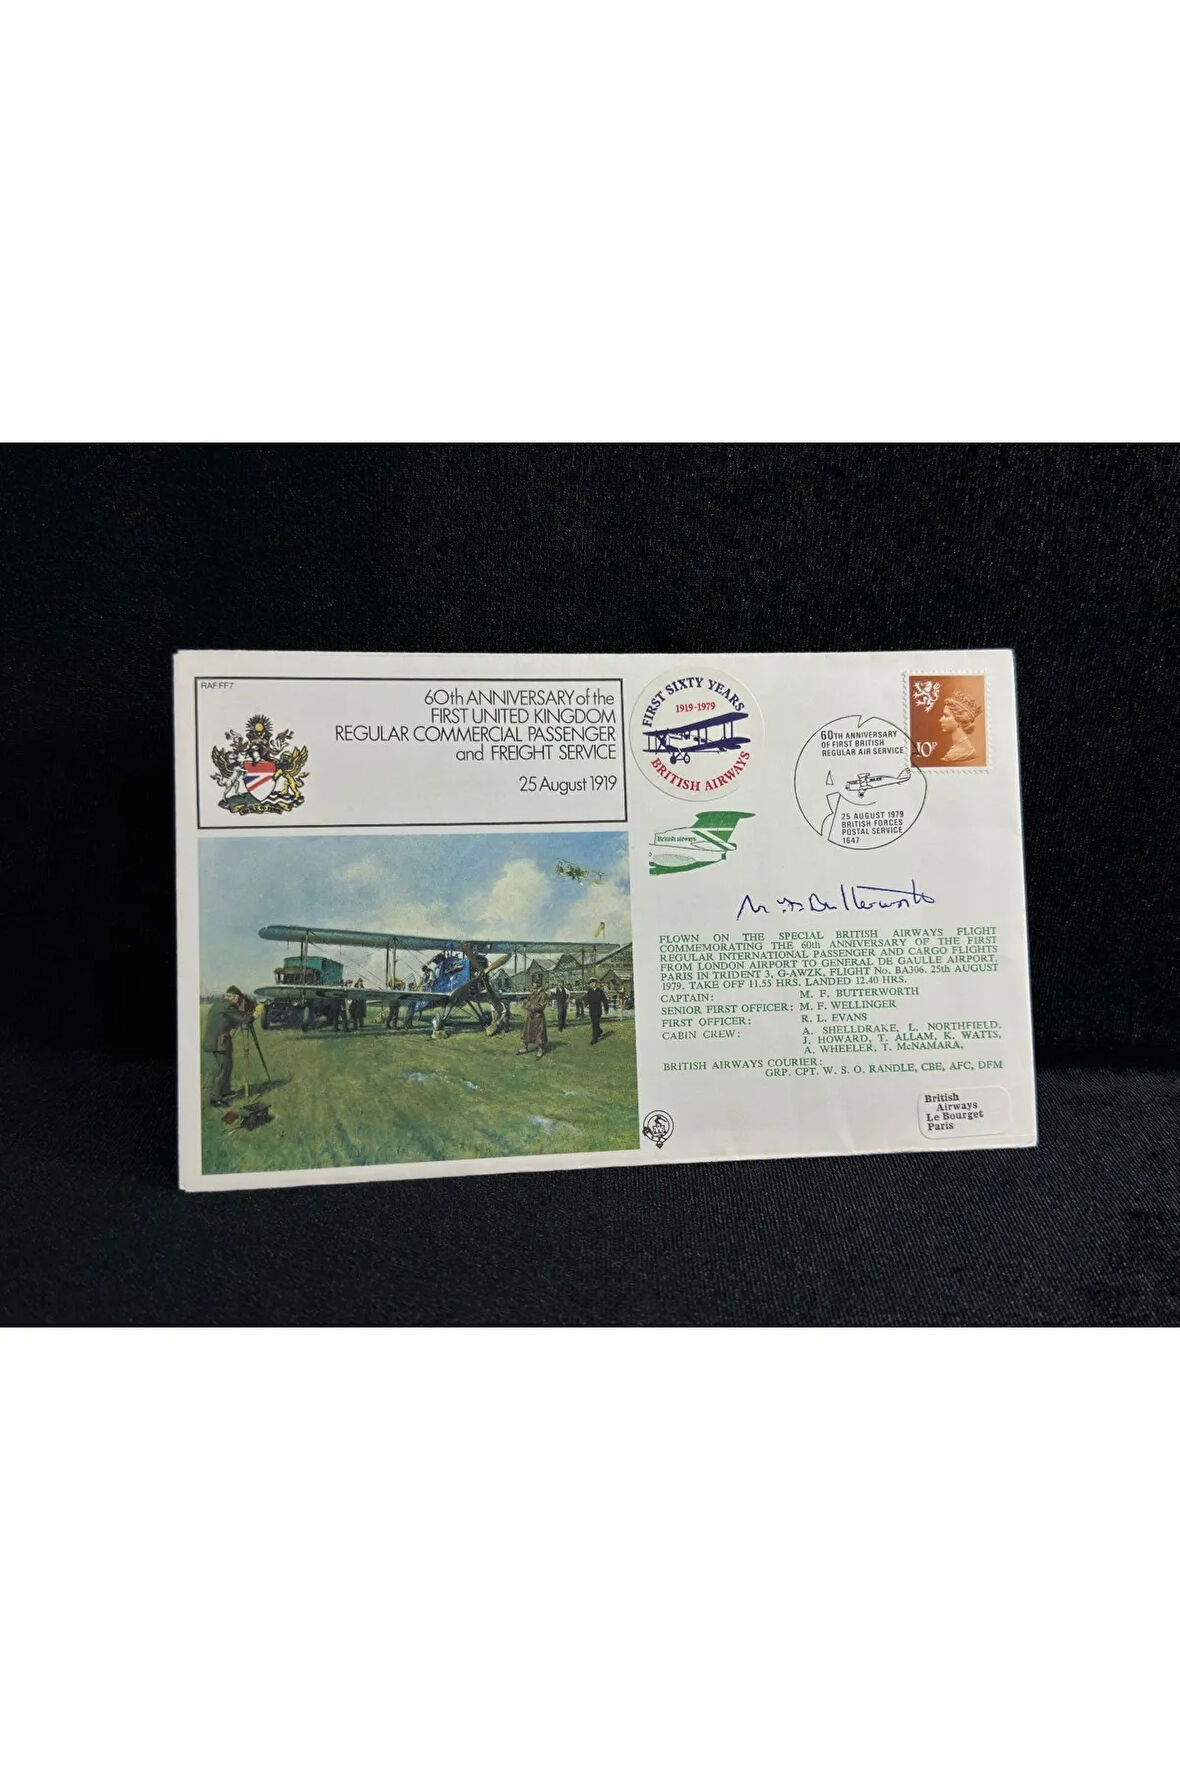 RAF FF7
60th ANNIVERSARY of the
FIRST UNITED KINGDOM
REGULAR COMMERCIAL PASSENGER
and FREIGHT SERVICE
25 August 1919
FIRST SIXTY YEARS
1919-1979
BRITISH AIRWAYS
British airways
60TH ANNIVERSARY
OF FIRST BRITISH
REGULAR AIR SERVICE
25 AUGUST 1979
BRITISH FORCES
POSTAL SERVICE
1647
10P
M F Butterworth
FLOWN ON THE SPECIAL BRITISH AIRWAYS FLIGHT
COMMEMORATING THE 60th ANNIVERSARY OF THE FIRST
REGULAR INTERNATIONAL PASSENGER AND CARGO FLIGHTS
FROM LONDON AIRPORT TO GENERAL DE GAULLE AIRPORT,
PARIS IN TRIDENT 3, G-AWZK, FLIGHT No. BA306. 25th AUGUST
1979. TAKE OFF 11.55 HRS. LANDED 12.40 HRS.
CAPTAIN: M. F. BUTTERWORTH
SENIOR FIRST OFFICER: M. F. WELLINGER
FIRST OFFICER: R. L. EVANS
CABIN CREW: A. SHELLDRAKE, L. NORTHFIELD,
J. HOWARD, T. ALLAM, K. WATTS,
A. WHEELER, T. McNAMARA,
BRITISH AIRWAYS COURIER:
GRP. CPT. W. S. O. RANDLE, CBE, AFC, DFM
British
Airways
Le Bourget
Paris